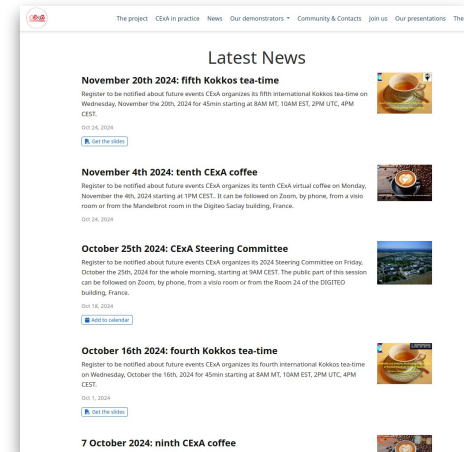 CExA
The project CExA in practice News Our demonstrators Community & Contacts Join us Our presentations The
Latest News
November 20th 2024: fifth Kokkos tea-time
Register to be notified about future events CExA organizes its fifth international Kokkos tea-time on
Wednesday, November the 20th, 2024 for 45min starting at 8AM MT, 10AM EST, 2PM UTC, 4PM
CEST.
Oct 24, 2024
Get the slides
November 4th 2024: tenth CExA coffee
Register to be notified about future events CExA organizes its tenth CExA virtual coffee on Monday,
November the 4th, 2024 starting at 1PM CEST.. It can be followed on Zoom, by phone, from a visio
room or from the Mandelbrot room in the Digiteo Saclay building, France.
Oct 24, 2024
October 25th 2024: CExA Steering Committee
Register to be notified about future events CExA organizes its 2024 Steering Committee on Friday,
October the 25th, 2024 for the whole morning, starting at 9AM CEST. The public part of this session
can be followed on Zoom, by phone, from a visio room or from the Room 24 of the DIGITEO
building, France.
Oct 18, 2024
Add to calendar
October 16th 2024: fourth Kokkos tea-time
Register to be notified about future events CExA organizes its fourth international Kokkos tea-time
on Wednesday, October the 16th, 2024 for 45min starting at 8AM MT, 10AM EST, 2PM UTC, 4PM
CEST.
Oct 1, 2024
Get the slides
7 October 2024: ninth CExA coffee